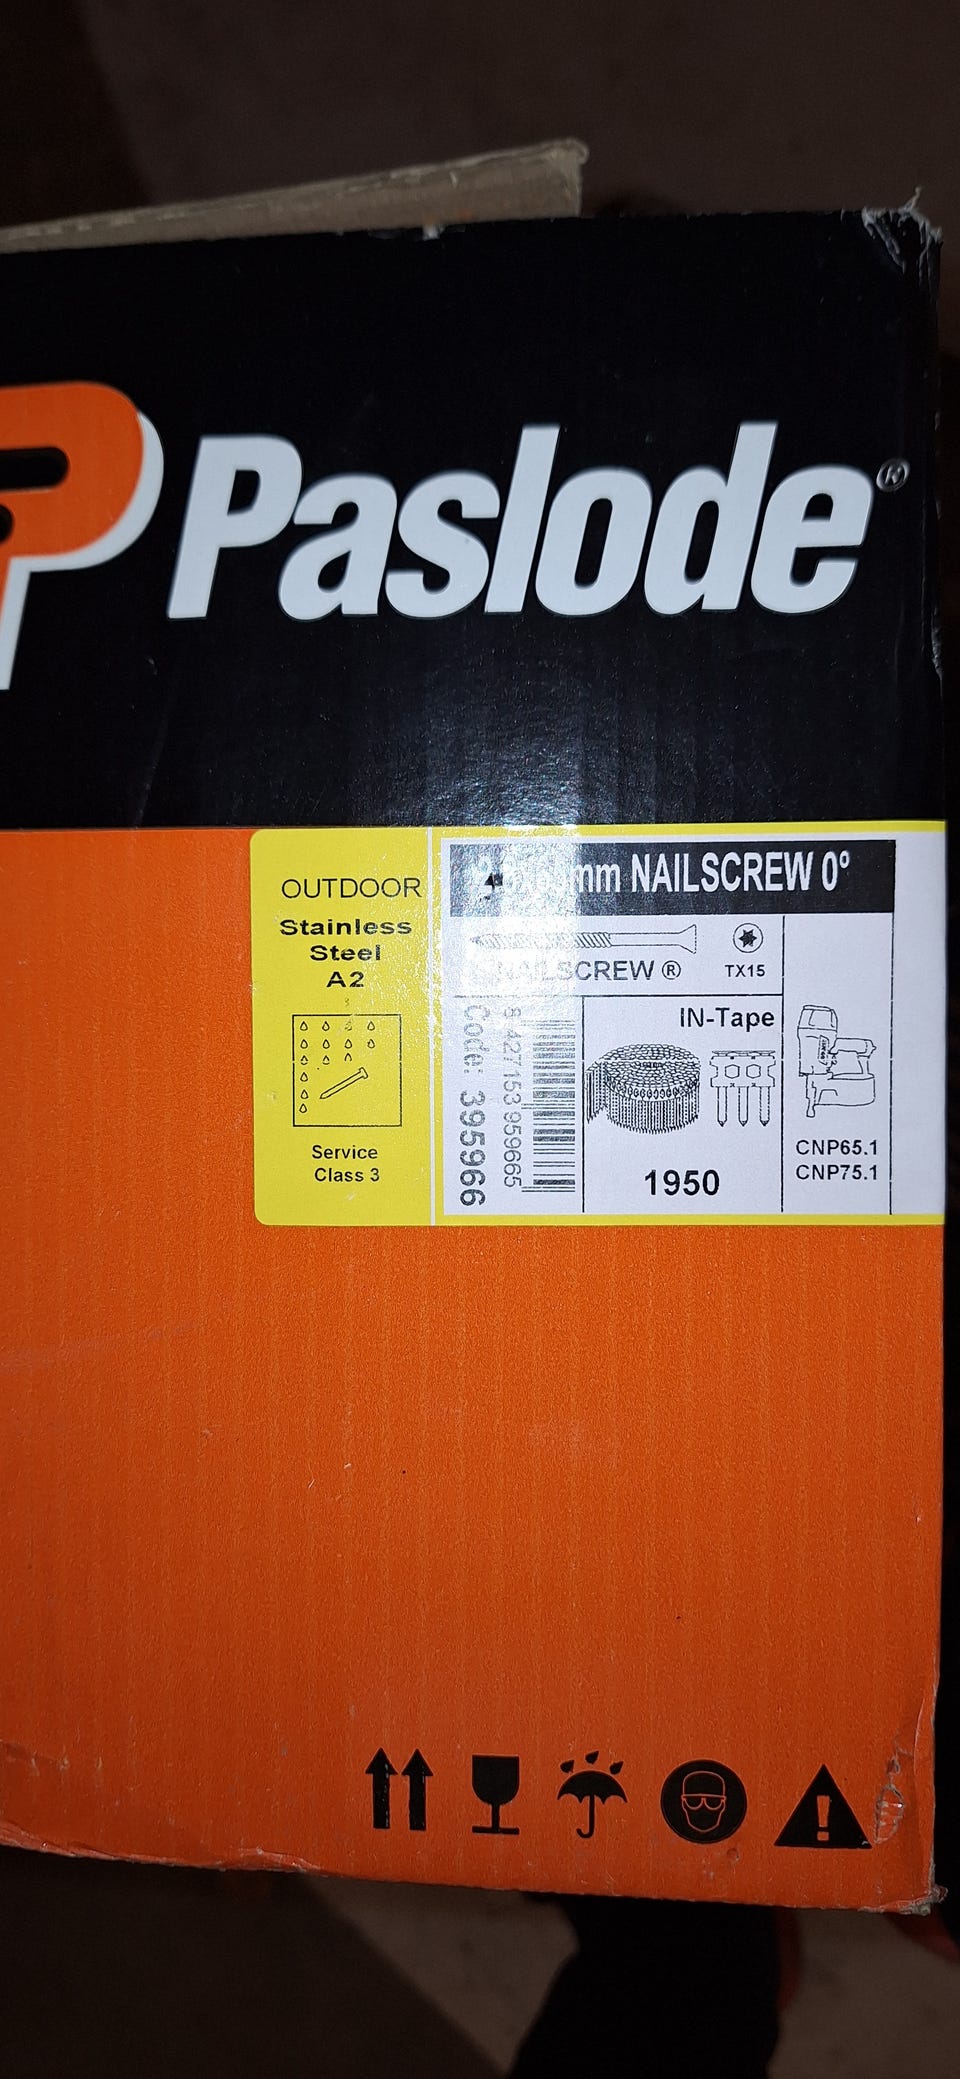 Paslode®
OUTDOOR
Stainless
Steel
A2
Service
Class 3
mm NAILSCREW 0°
NAILSCREW ®
TX15
Code: 395966
8 427153 959665
IN-Tape
1950
CNP65.1
CNP75.1